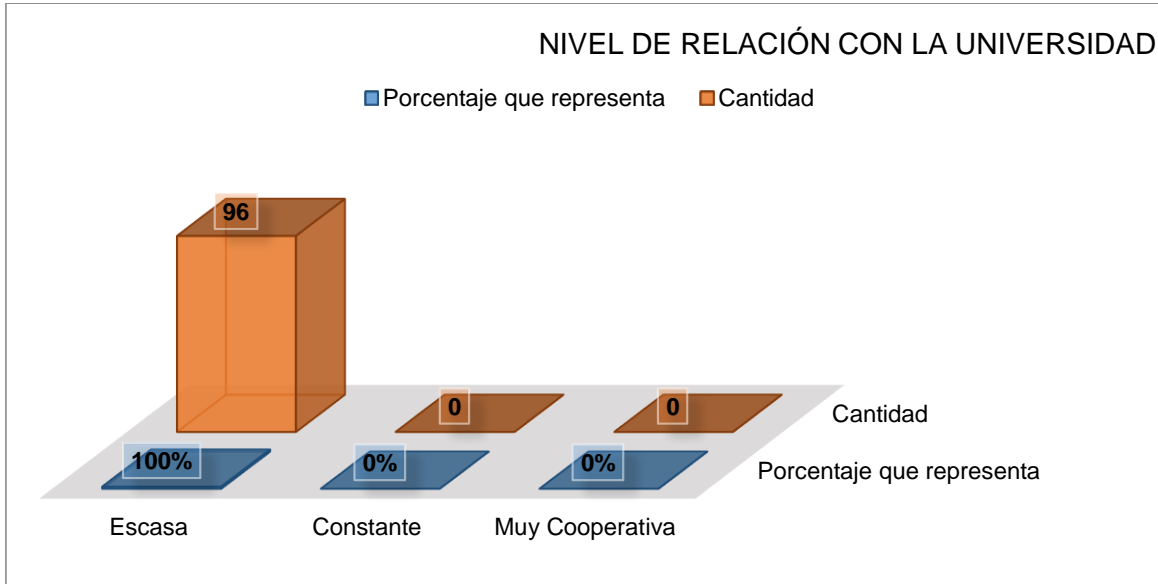 NIVEL DE RELACIÓN CON LA UNIVERSIDAD
Porcentaje que representa Cantidad
96
0 0
Cantidad
100% 0% 0%
Porcentaje que representa
Escasa Constante Muy Cooperativa